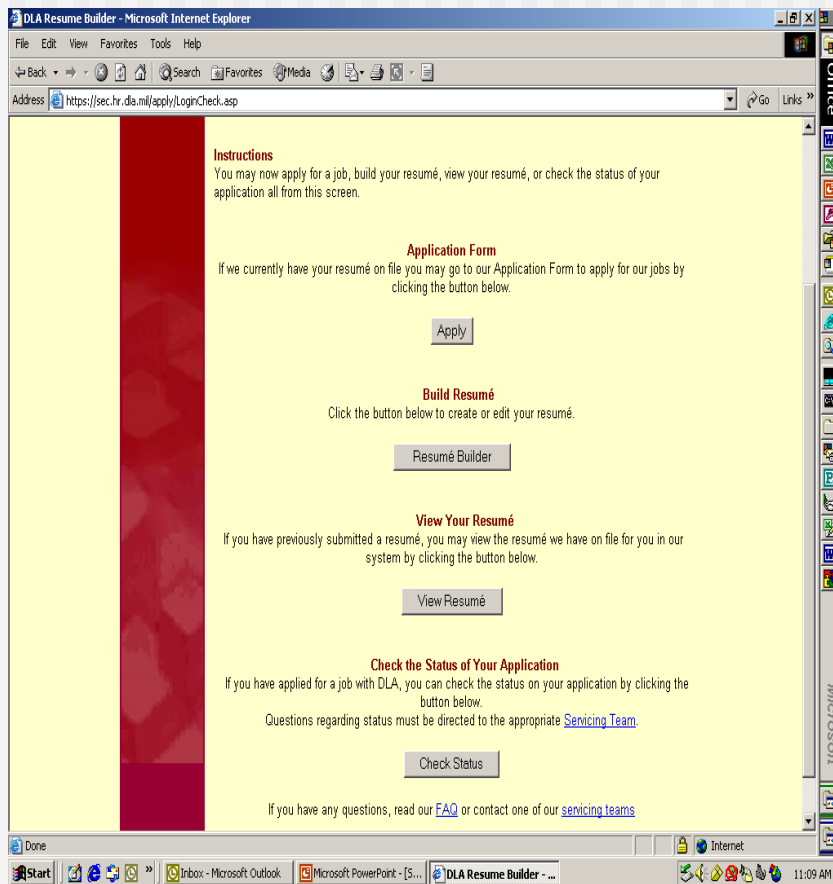 DLA Resume Builder - Microsoft Internet Explorer
File Edit View Favorites Tools Help
Back Search Favorites Media
Address https://sec.hr.dla.mil/apply/LoginCheck.asp Go Links »
Office
Instructions
You may now apply for a job, build your resumé, view your resumé, or check the status of your
application all from this screen.
Application Form
If we currently have your resumé on file you may go to our Application Form to apply for our jobs by
clicking the button below.
Apply
Build Resumé
Click the button below to create or edit your resumé.
Resumé Builder
View Your Resumé
If you have previously submitted a resumé, you may view the resumé we have on file for you in our
system by clicking the button below.
View Resumé
Check the Status of Your Application
If you have applied for a job with DLA, you can check the status on your application by clicking the
button below.
Questions regarding status must be directed to the appropriate Servicing Team.
Check Status
If you have any questions, read our FAQ or contact one of our servicing teams
Microsoft
Done Internet
Start » Inbox - Microsoft Outlook Microsoft PowerPoint - [S... DLA Resume Builder - ... 11:09 AM